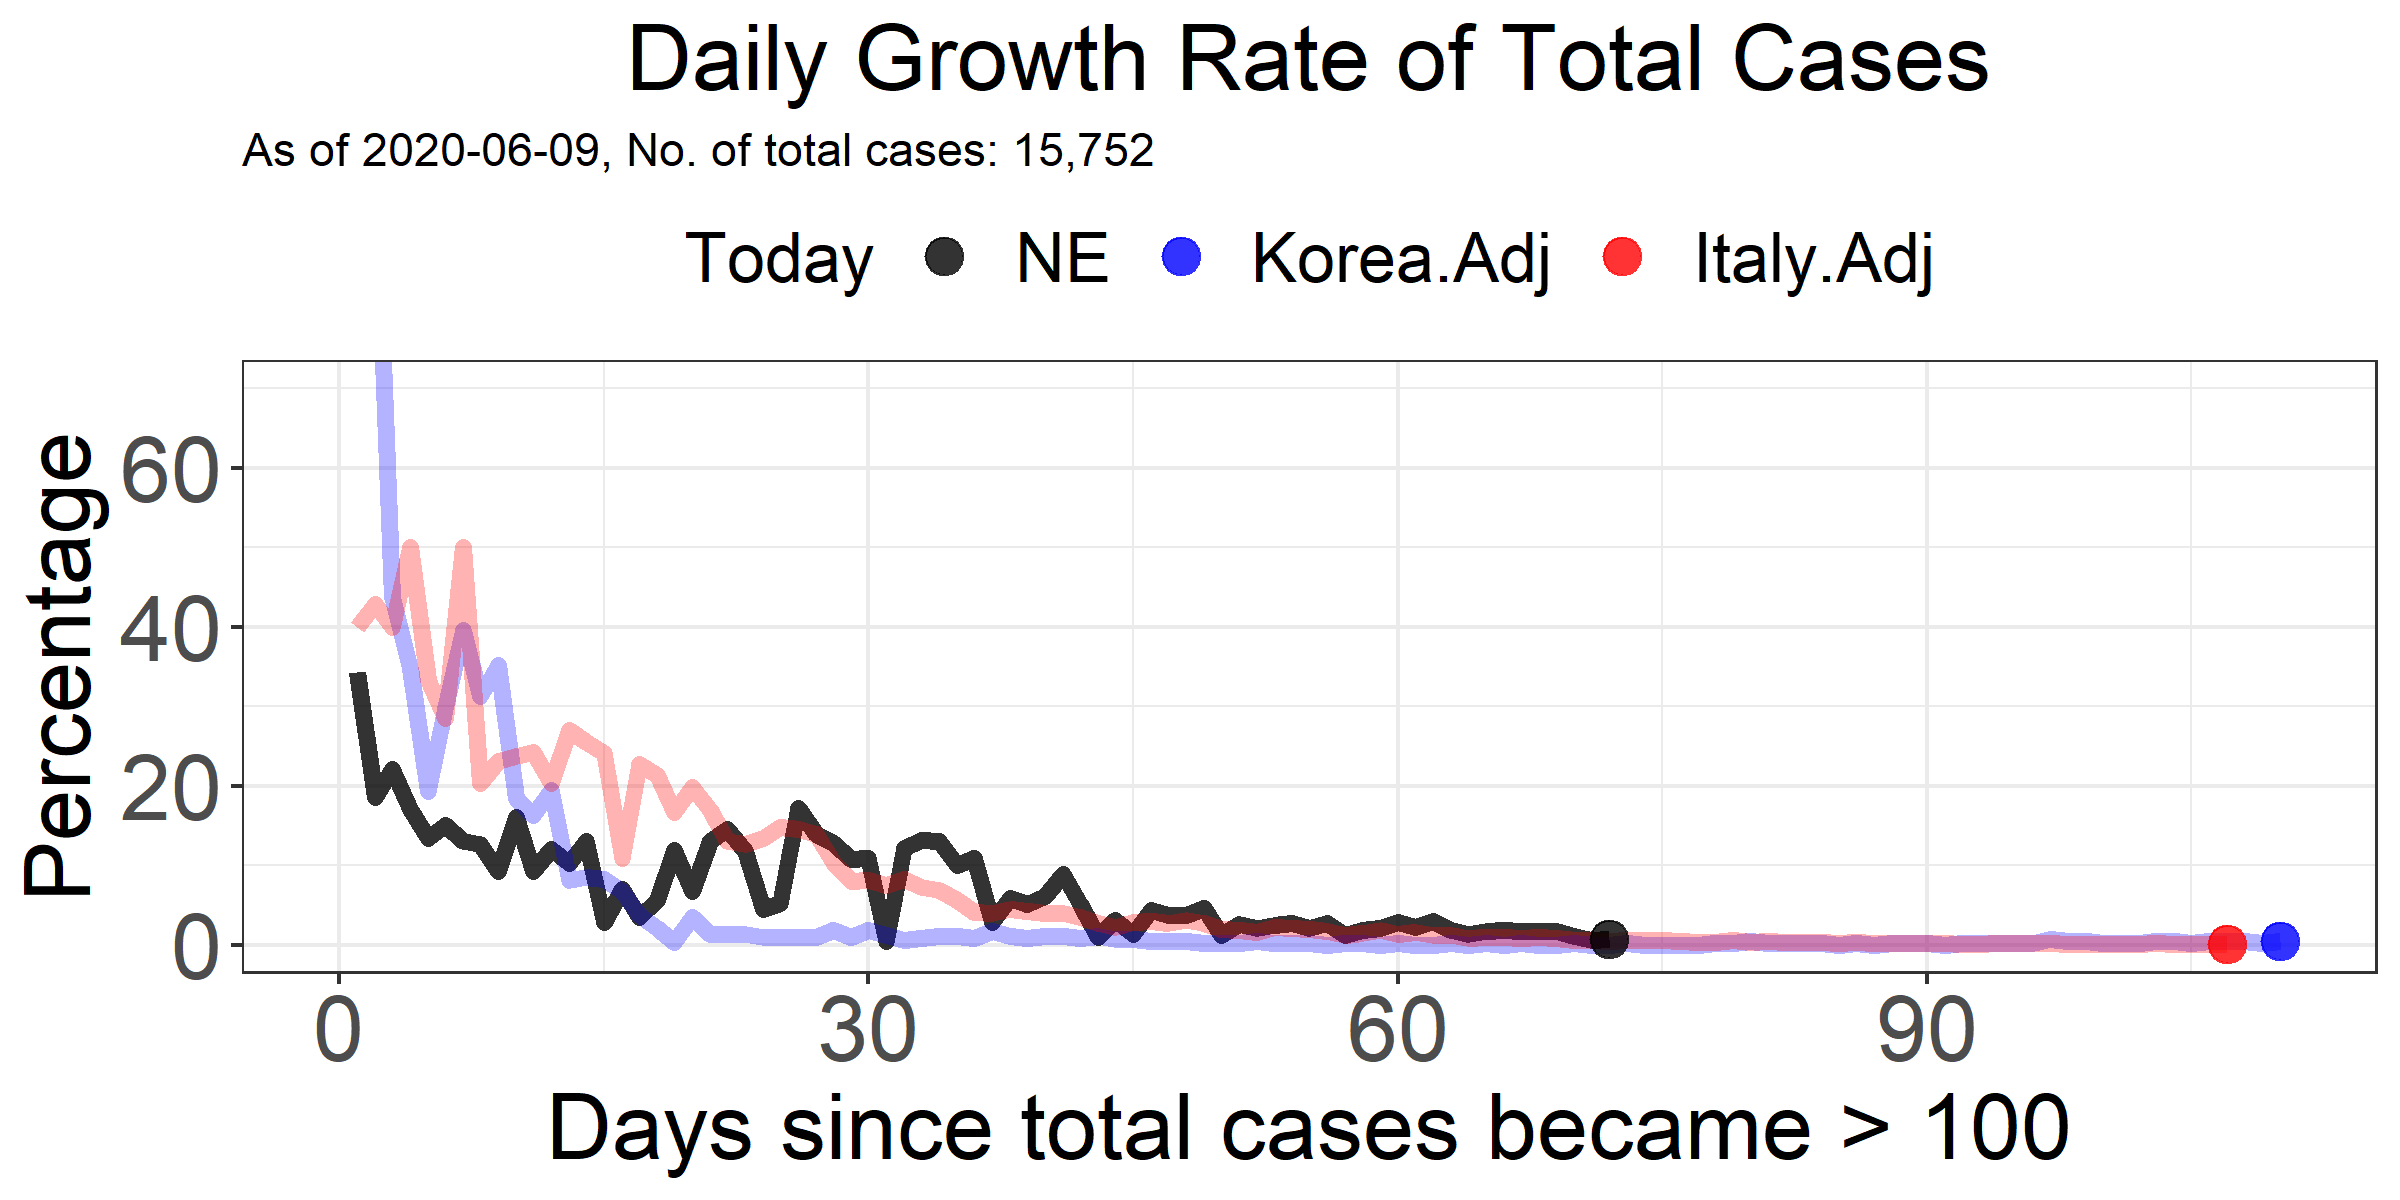 Daily Growth Rate of Total Cases
As of 2020-06-09, No. of total cases: 15,752
Today NE Korea.Adj Italy.Adj
Percentage
60
40
20
0
0 30 60 90
Days since total cases became > 100